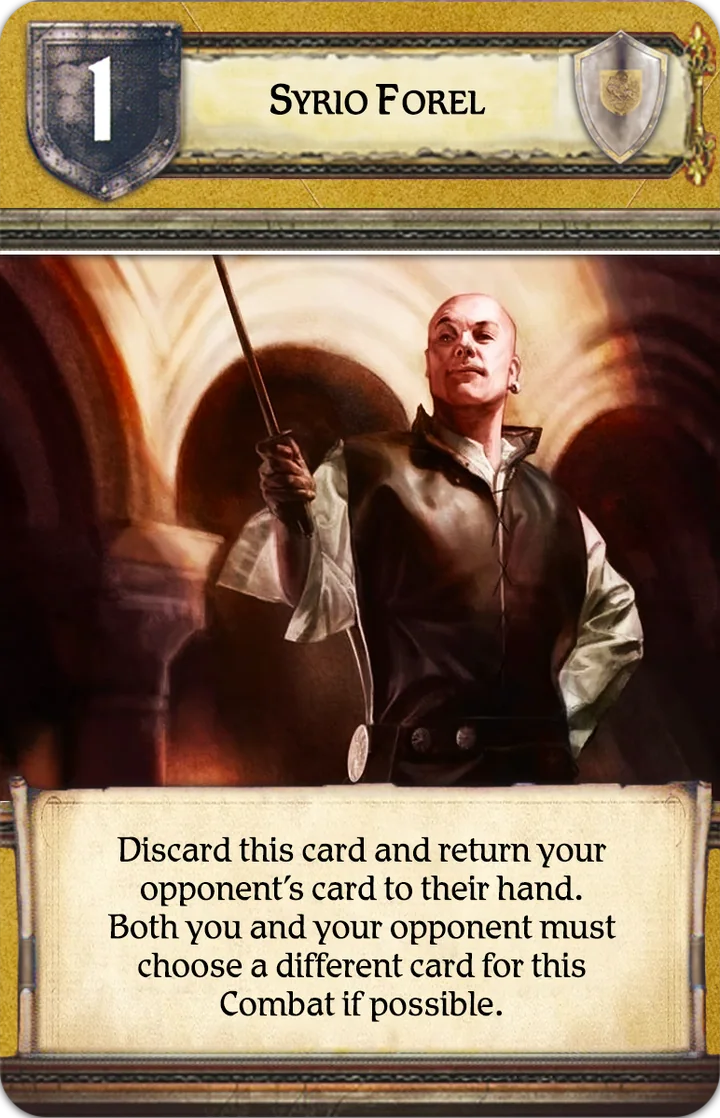 1
Syrio Forel
Discard this card and return your
opponent's card to their hand.
Both you and your opponent must
choose a different card for this
Combat if possible.